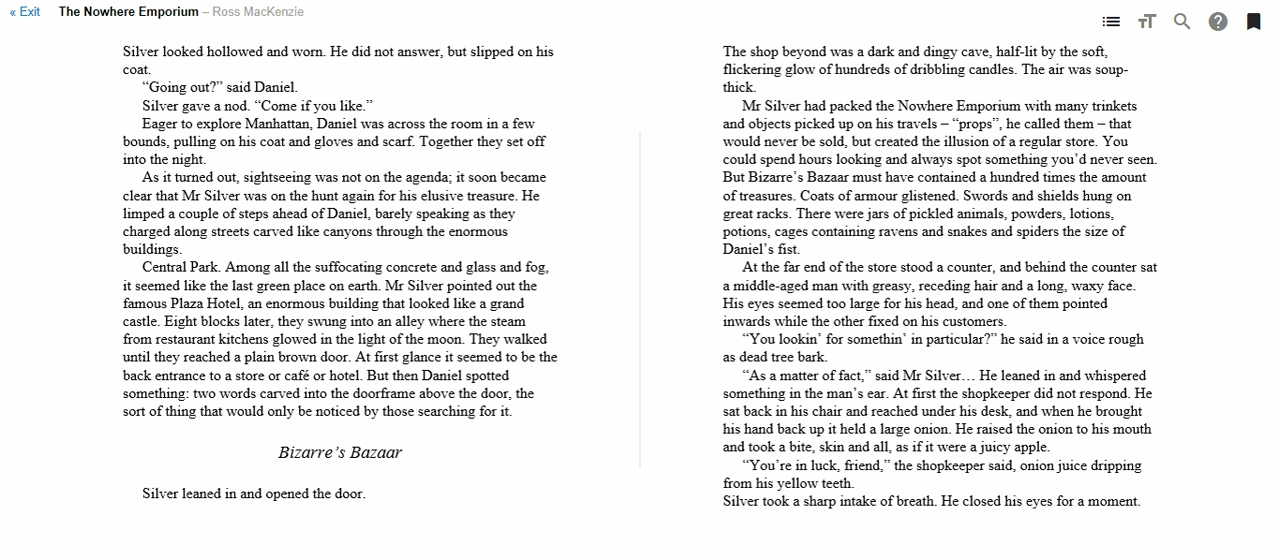 « Exit The Nowhere Emporium – Ross MacKenzie
Silver looked hollowed and worn. He did not answer, but slipped on his
coat.
“Going out?” said Daniel.
Silver gave a nod. “Come if you like.”
Eager to explore Manhattan, Daniel was across the room in a few
bounds, pulling on his coat and gloves and scarf. Together they set off
into the night.
As it turned out, sightseeing was not on the agenda; it soon became
clear that Mr Silver was on the hunt again for his elusive treasure. He
limped a couple of steps ahead of Daniel, barely speaking as they
charged along streets carved like canyons through the enormous
buildings.
Central Park. Among all the suffocating concrete and glass and fog,
it seemed like the last green place on earth. Mr Silver pointed out the
famous Plaza Hotel, an enormous building that looked like a grand
castle. Eight blocks later, they swung into an alley where the steam
from restaurant kitchens glowed in the light of the moon. They walked
until they reached a plain brown door. At first glance it seemed to be the
back entrance to a store or café or hotel. But then Daniel spotted
something: two words carved into the doorframe above the door, the
sort of thing that would only be noticed by those searching for it.
Bizarre’s Bazaar
Silver leaned in and opened the door.
The shop beyond was a dark and dingy cave, half-lit by the soft,
flickering glow of hundreds of dribbling candles. The air was soup-
thick.
Mr Silver had packed the Nowhere Emporium with many trinkets
and objects picked up on his travels – “props”, he called them – that
would never be sold, but created the illusion of a regular store. You
could spend hours looking and always spot something you’d never seen.
But Bizarre’s Bazaar must have contained a hundred times the amount
of treasures. Coats of armour glistened. Swords and shields hung on
great racks. There were jars of pickled animals, powders, lotions,
potions, cages containing ravens and snakes and spiders the size of
Daniel’s fist.
At the far end of the store stood a counter, and behind the counter sat
a middle-aged man with greasy, receding hair and a long, waxy face.
His eyes seemed too large for his head, and one of them pointed
inwards while the other fixed on his customers.
“You lookin’ for somethin’ in particular?” he said in a voice rough
as dead tree bark.
“As a matter of fact,” said Mr Silver… He leaned in and whispered
something in the man’s ear. At first the shopkeeper did not respond. He
sat back in his chair and reached under his desk, and when he brought
his hand back up it held a large onion. He raised the onion to his mouth
and took a bite, skin and all, as if it were a juicy apple.
“You’re in luck, friend,” the shopkeeper said, onion juice dripping
from his yellow teeth.
Silver took a sharp intake of breath. He closed his eyes for a moment.